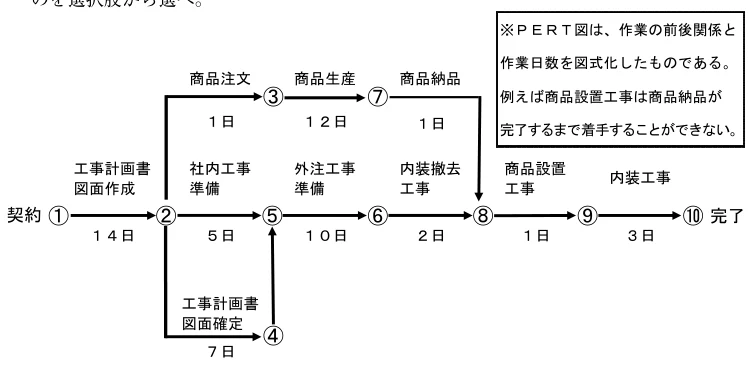 のを選択肢から選べ。
※PERT図は、作業の前後関係と
作業日数を図式化したものである。
例えば商品設置工事は商品納品が
完了するまで着手することができない。
商品注文 商品生産 商品納品
③ ⑦
1日 12日 1日
工事計画書 社内工事 外注工事 内装撤去 商品設置 内装工事
図面作成 準備 準備 工事 工事
契約 ① ② ⑤ ⑥ ⑧ ⑨ ⑩ 完了
14日 5日 10日 2日 1日 3日
工事計画書
図面確定
④
7日